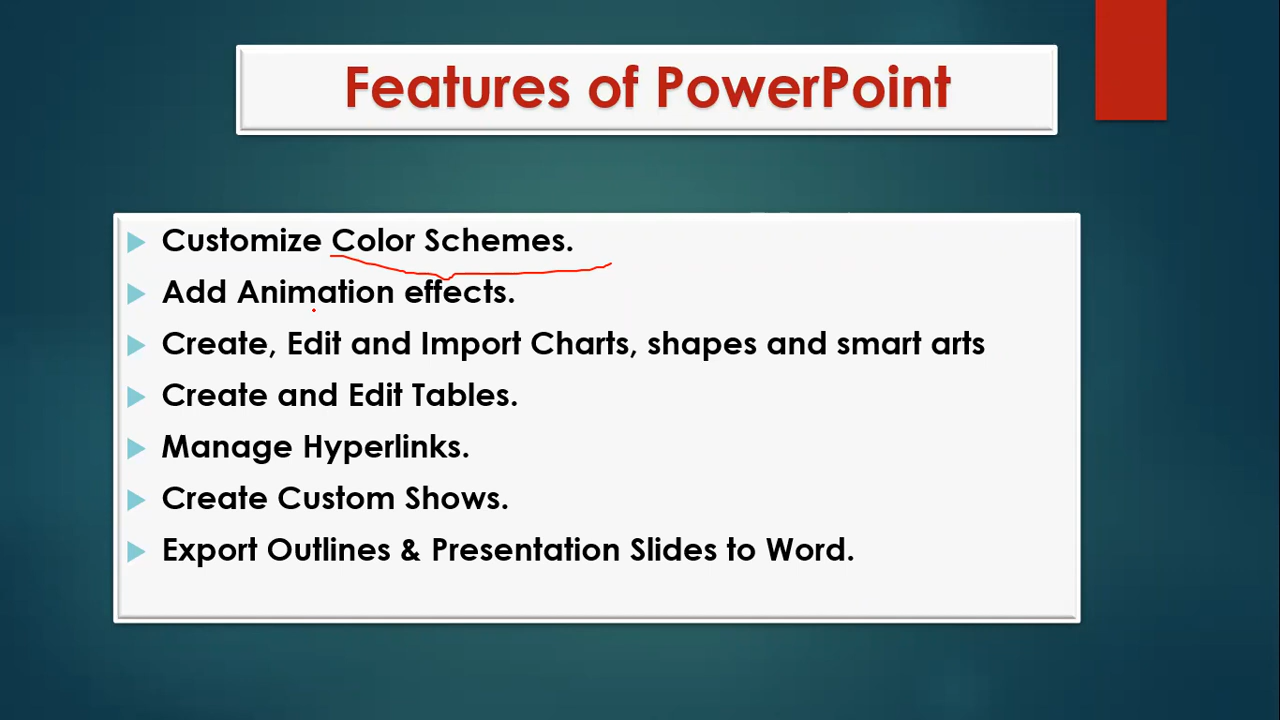 Features of PowerPoint
Customize Color Schemes.
Add Animation effects.
Create, Edit and Import Charts, shapes and smart arts
Create and Edit Tables.
Manage Hyperlinks.
Create Custom Shows.
Export Outlines & Presentation Slides to Word.